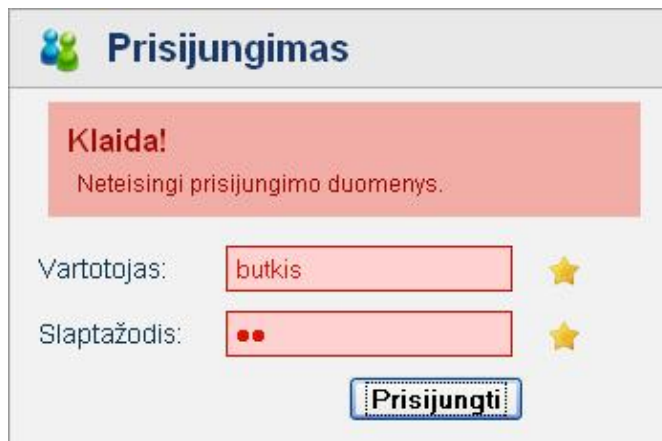 Prisijungimas
Klaida!
Neteisingi prisijungimo duomenys.
Vartotojas: butkis
Slaptažodis: ●●
Prisijungti